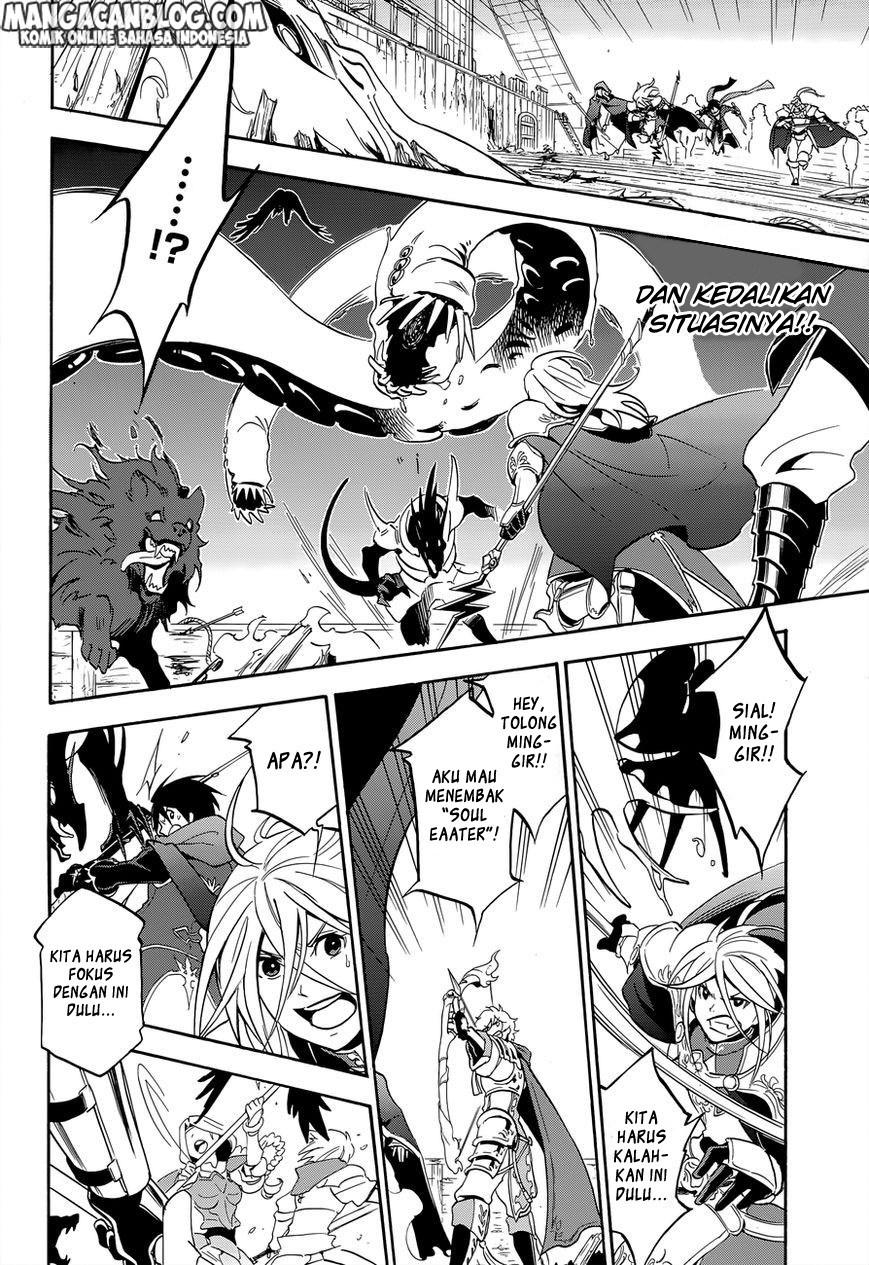 MANGACANBLOG.COM
KOMIK ONLINE BAHASA INDONESIA
.......
!?
DAN KEDALIKAN
SITUASINYA!!
SIAL!
MING-
GIR!!
KITA
HARUS
KALAH-
KAN INI
DULU...
HEY,
TOLONG
MING-
GIR!!
AKU MAU
MENEMBAK
"SOUL
EAATER"!
APA?!
KITA HARUS
FOKUS
DENGAN INI
DULU...